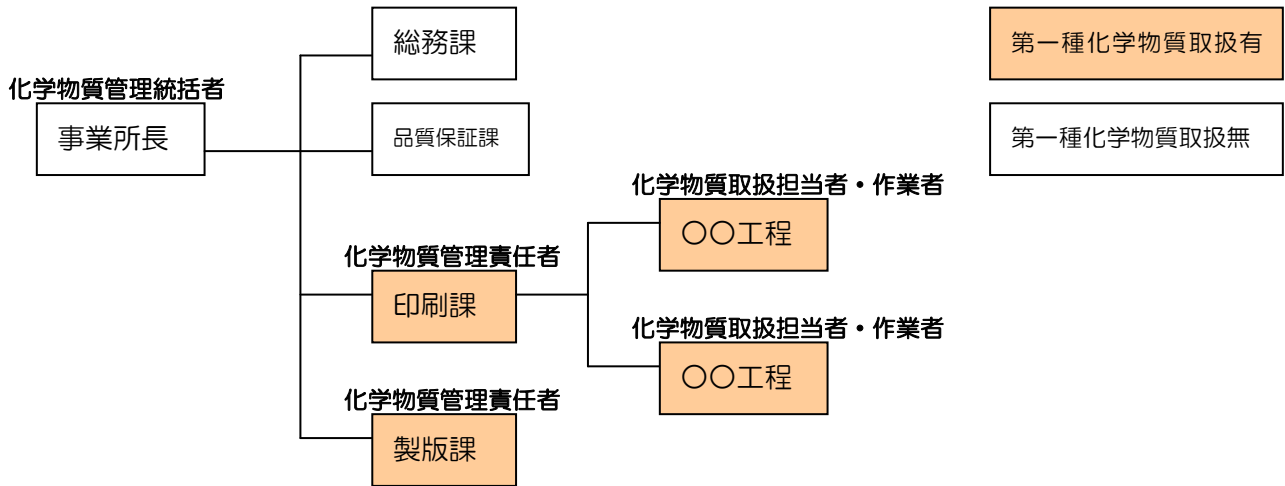 総務課
第一種化学物質取扱有
化学物質管理統括者
事業所長
品質保証課
第一種化学物質取扱無
化学物質取扱担当者・作業者
〇〇工程
化学物質管理責任者
印刷課
化学物質取扱担当者・作業者
〇〇工程
化学物質管理責任者
製版課